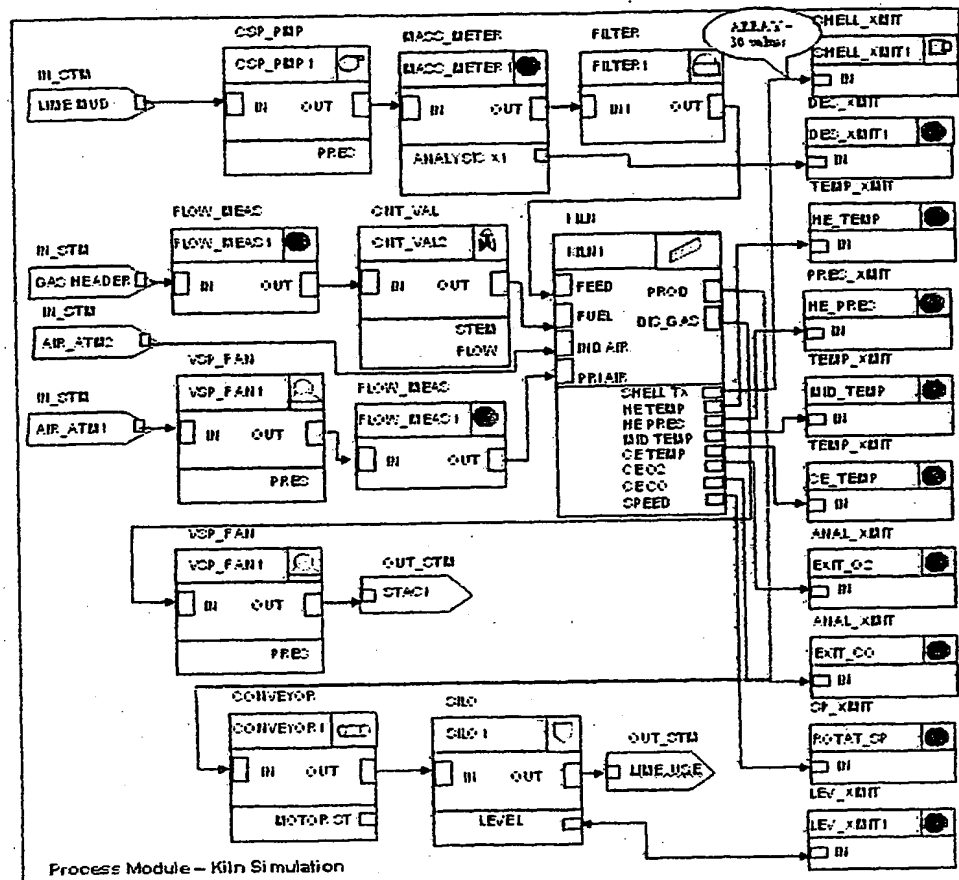 CSP_PMP
CSP_PMP1
IN OUT
PRES
MASS_METER
MASS_METER1
IN OUT
ANALYSIS X1
FILTER
FILTER1
IN1 OUT
ARRAY -
30 values
SHELL_XMIT
SHELL_XMIT1
IN
IN_STM
LIME MUD
DES_XMIT
DES_XMIT1
IN
TEMP_XMIT
HE_TEMP
IN
FLOW_MEAS
FLOW_MEAS1
IN OUT
CNT_VAL
CNT_VAL2
IN OUT
STEM
FLOW
KILN
KILN1
FEED PROD
FUEL DIS_GAS
IND AIR
PRI AIR
SHELL TX
HE TEMP
HE PRES
MID TEMP
CE TEMP
CE O2
CE CO
SPEED
IN_STM
GAS HEADER
IN_STM
AIR_ATM2
PRES_XMIT
HE_PRES
IN
TEMP_XMIT
MID_TEMP
IN
TEMP_XMIT
CE_TEMP
IN
VSP_FAN
VSP_FAN1
IN OUT
PRES
FLOW_MEAS
FLOW_MEAS1
IN OUT
IN_STM
AIR_ATM1
VSP_FAN
VSP_FAN1
IN OUT
PRES
OUT_STM
STAC1
ANAL_XMIT
EXIT_O2
IN
ANAL_XMIT
EXIT_CO
IN
CONVEYOR
CONVEYOR1
IN OUT
MOTOR ST
SILO
SILO1
IN OUT
LEVEL
OUT_STM
LIME_USE
SP_XMIT
ROTAT_SP
IN
LEV_XMIT
LEV_XMIT1
IN
Process Module – Kiln Simulation